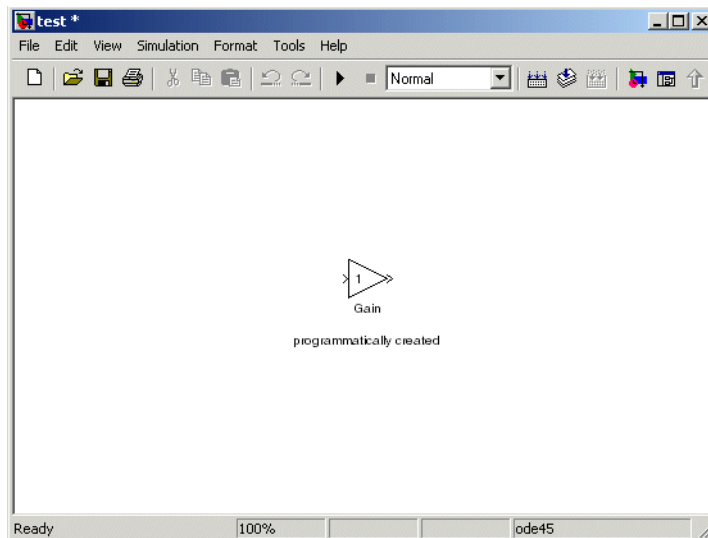 test *
File Edit View Simulation Format Tools Help
Normal
1
Gain
programmatically created
Ready 100% ode45